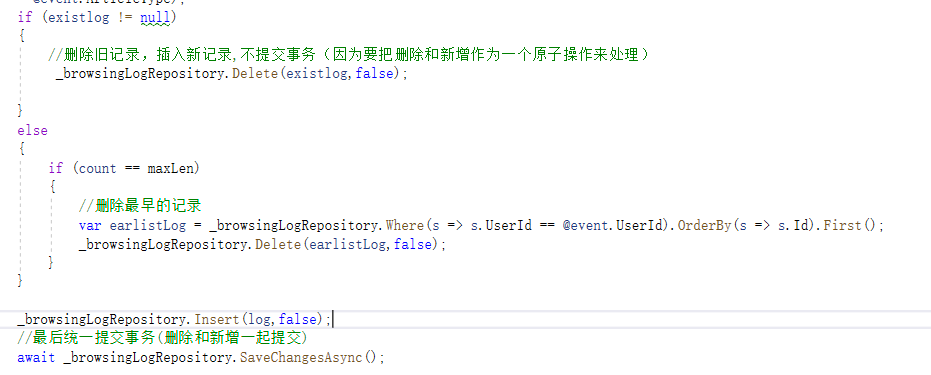 @event.ArticleType);
if (existlog != null)
{
//删除旧记录，插入新记录,不提交事务（因为要把删除和新增作为一个原子操作来处理）
_browsingLogRepository.Delete(existlog,false);
}
else
{
if (count == maxLen)
{
//删除最早的记录
var earlistLog = _browsingLogRepository.Where(s => s.UserId == @event.UserId).OrderBy(s => s.Id).First();
_browsingLogRepository.Delete(earlistLog,false);
}
}
_browsingLogRepository.Insert(log,false);
//最后统一提交事务(删除和新增一起提交)
await _browsingLogRepository.SaveChangesAsync();